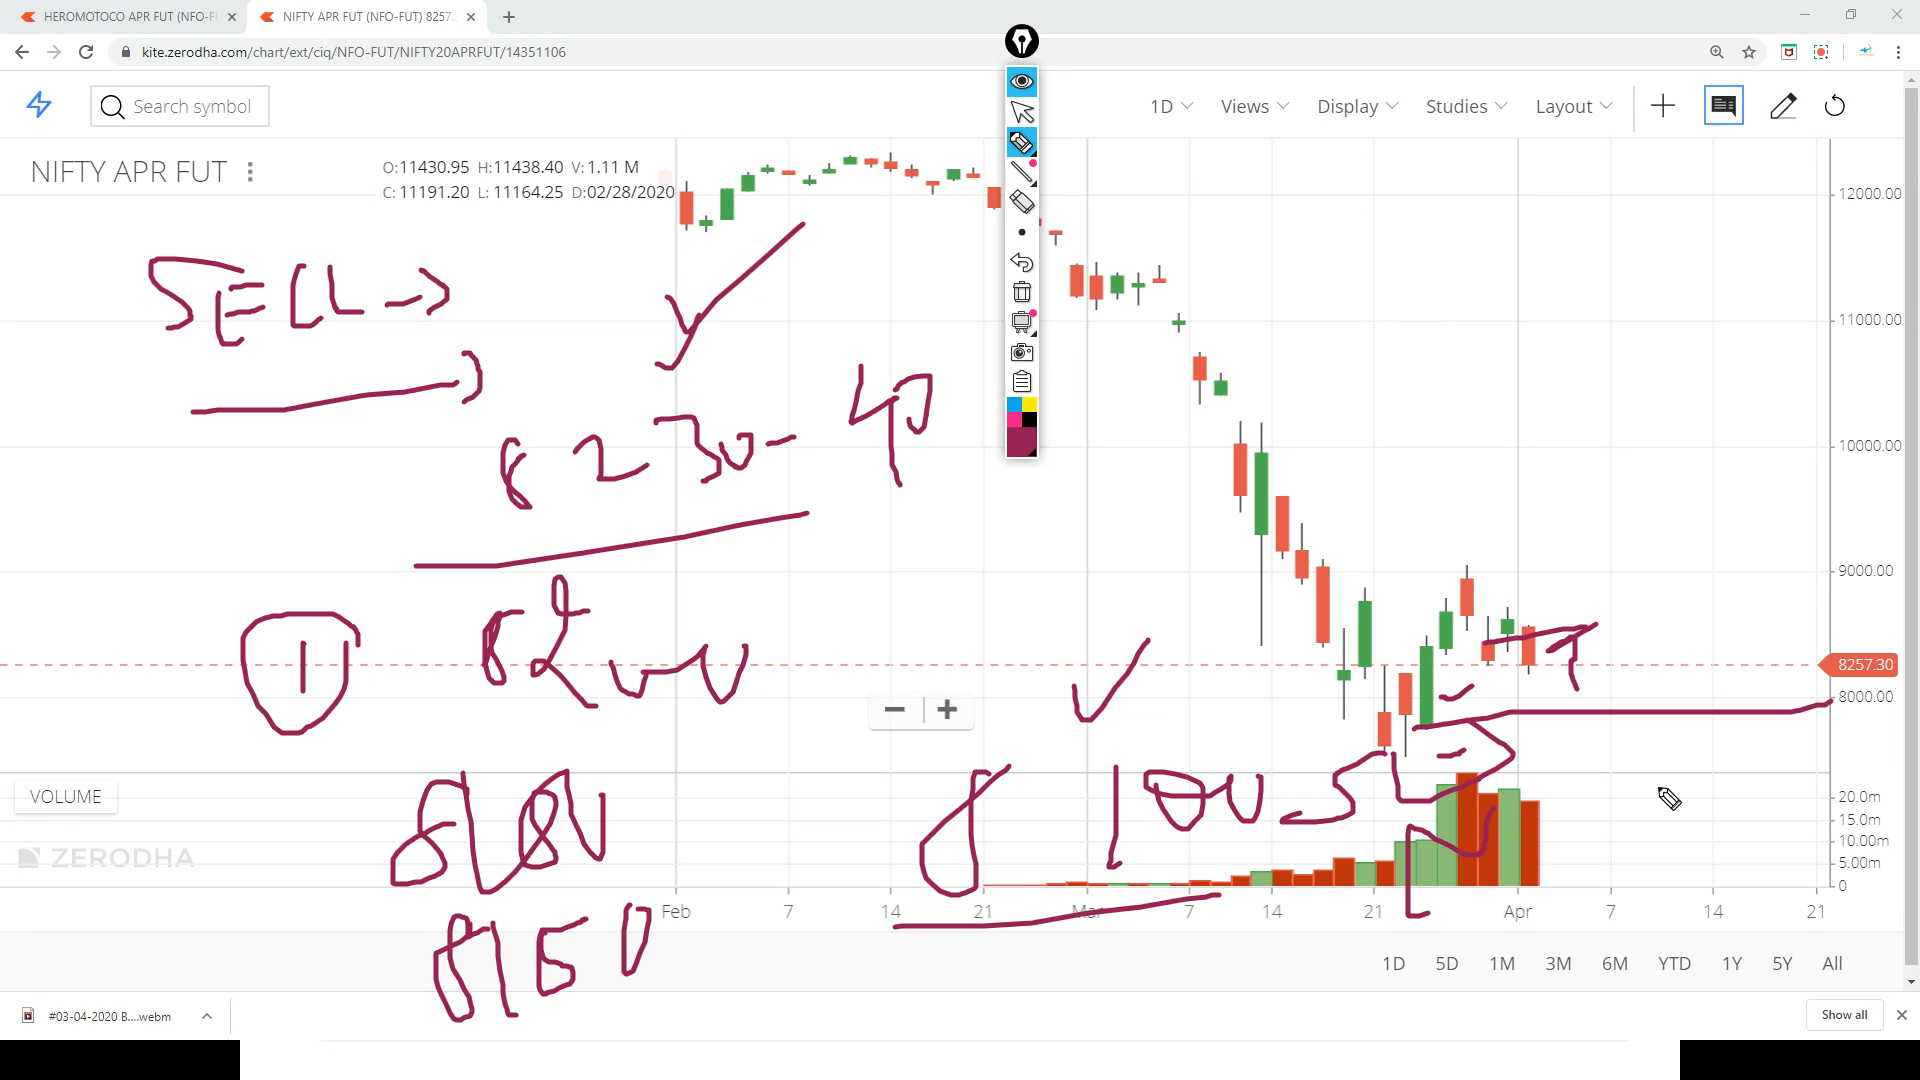 HEROMOTOCO APR FUT (NFO-F
NIFTY APR FUT (NFO-FUT) 8257.
kite.zerodha.com/chart/ext/ciq/NFO-FUT/NIFTY20APRFUT/14351106
Search symbol
1D Views Display Studies Layout
NIFTY APR FUT
O:11430.95 H:11438.40 V:1.11 M
C:11191.20 L:11164.25 D:02/28/2020
12000.00
11000.00
10000.00
9000.00
8257.30
8000.00
SELL
8230-40
1
8180
8150
8100
SL
VOLUME
20.0m
15.0m
10.00m
5.00m
0
ZERODHA
Feb 7 14 21 Mar 7 14 21 Apr 7 14 21
1D 5D 1M 3M 6M YTD 1Y 5Y All
#03-04-2020 B....webm
Show all